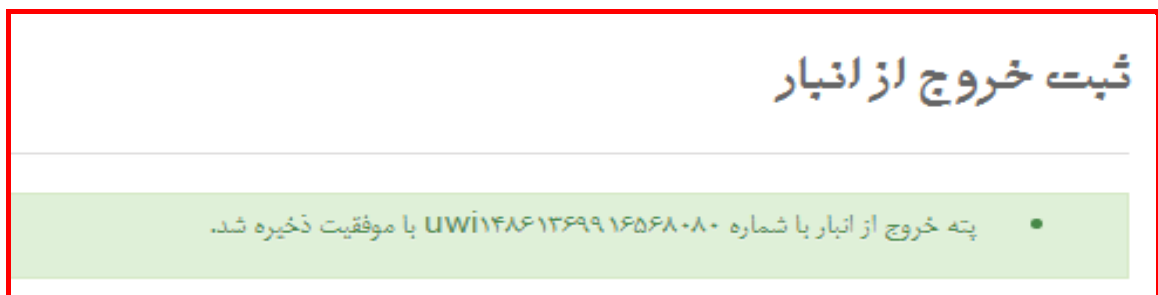 ثبت خروج از انبار
• پته خروج از انبار با شماره uwi۱۴۸۶۱۳۶۹۹۱۶۵۶۸۰۸۰ با موفقیت ذخیره شد.